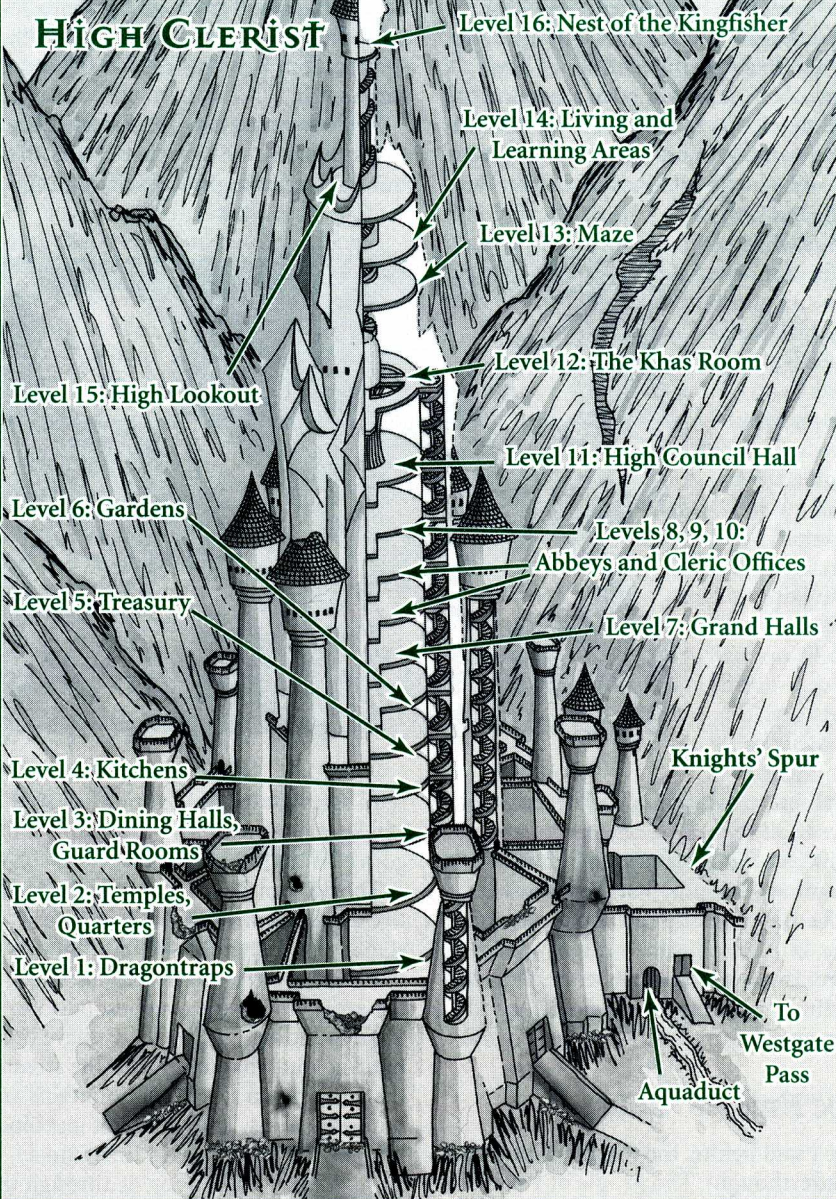 High Clerist
Level 16: Nest of the Kingfisher
Level 14: Living and
Learning Areas
Level 13: Maze
Level 12: The Khas Room
Level 15: High Lookout
Level 11: High Council Hall
Level 6: Gardens
Levels 8, 9, 10:
Abbeys and Cleric Offices
Level 5: Treasury
Level 7: Grand Halls
Knights' Spur
Level 4: Kitchens
Level 3: Dining Halls,
Guard Rooms
Level 2: Temples,
Quarters
Level 1: Dragontraps
To
Westgate
Pass
Aquaduct